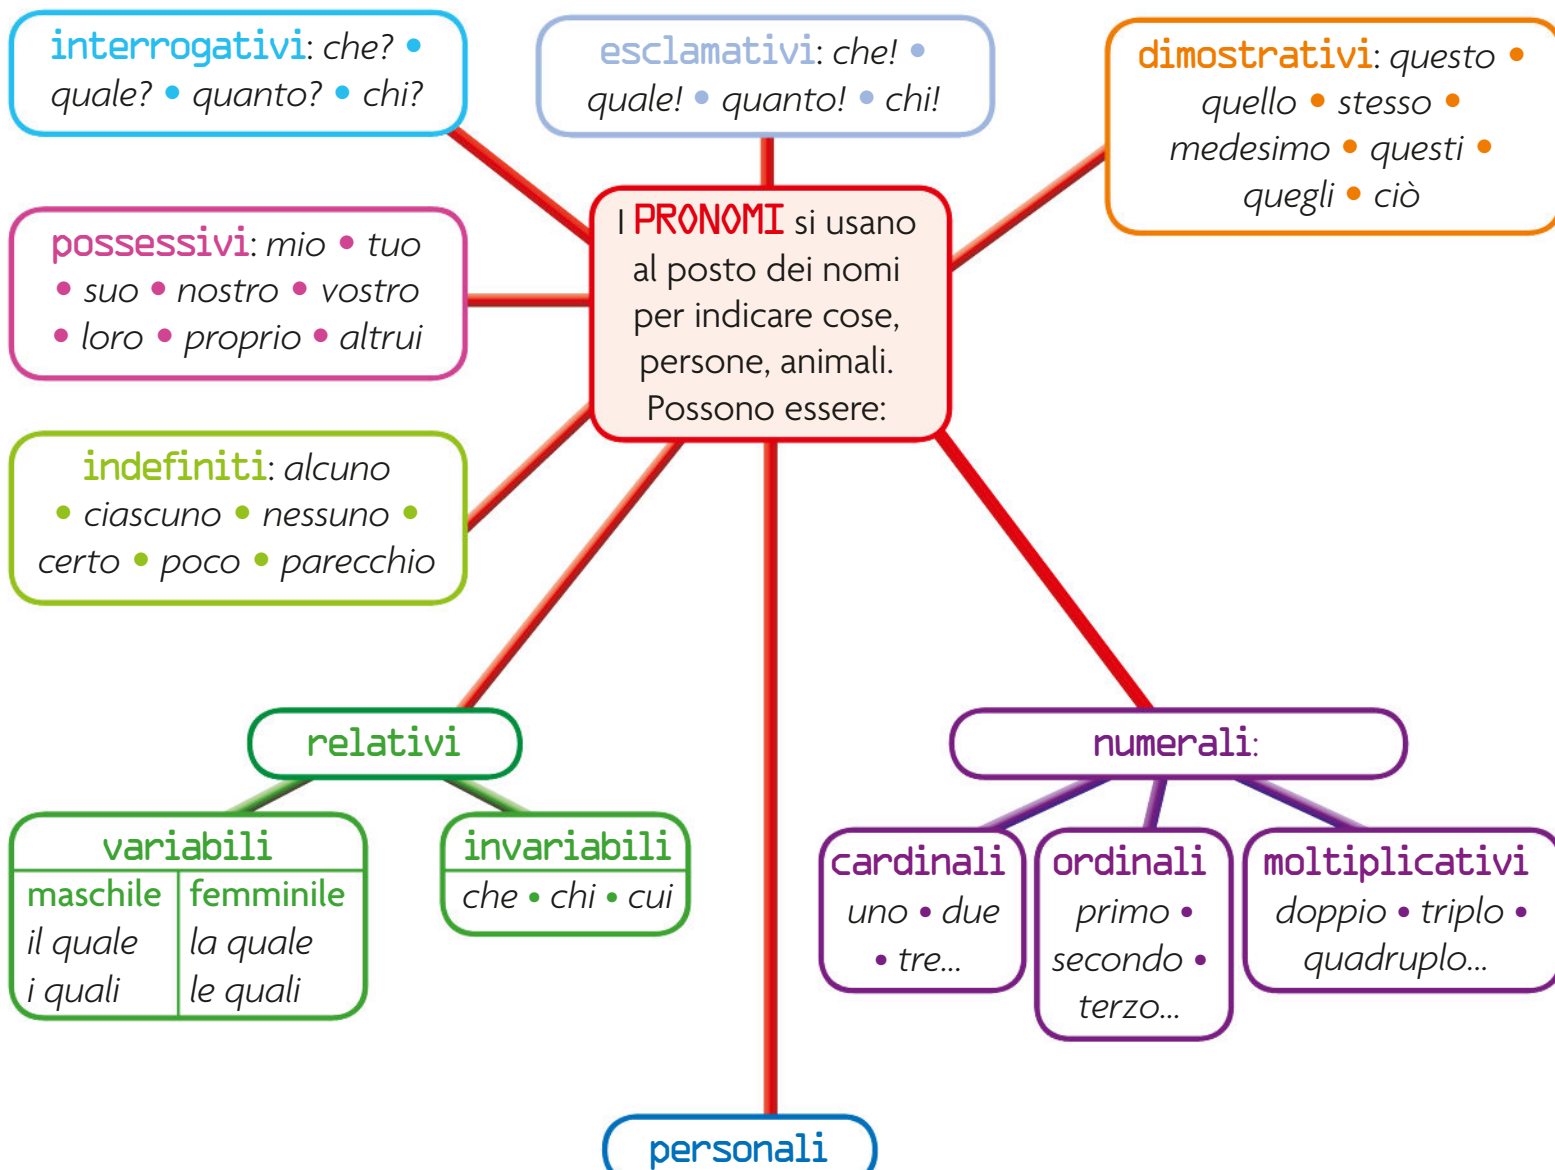 interrogativi: che? •
quale? • quanto? • chi?
esclamativi: che! •
quale! • quanto! • chi!
dimostrativi: questo •
quello • stesso •
medesimo • questi •
quegli • ciò
I PRONOMI si usano
al posto dei nomi
per indicare cose,
persone, animali.
Possono essere:
possessivi: mio • tuo
• suo • nostro • vostro
• loro • proprio • altrui
indefiniti: alcuno
• ciascuno • nessuno •
certo • poco • parecchio
relativi
variabili
maschile
il quale
i quali
femminile
la quale
le quali
invariabili
che • chi • cui
numerali:
cardinali
uno • due
• tre...
ordinali
primo •
secondo •
terzo...
moltiplicativi
doppio • triplo •
quadruplo...
personali